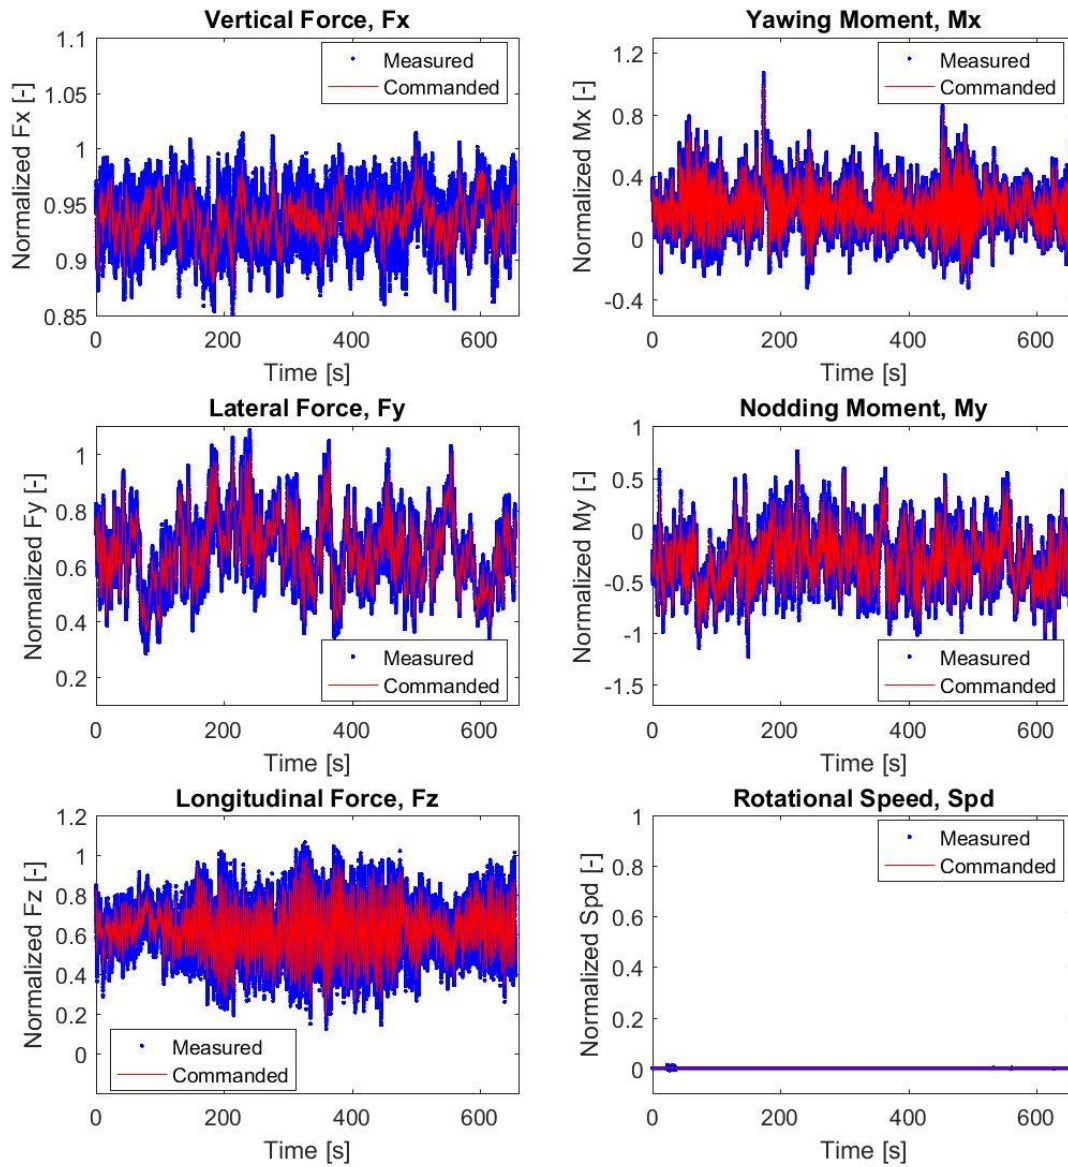 Vertical Force, Fx
Normalized Fx [-]
1.1
1.05
1
0.95
0.9
0.85
Measured
Commanded
0 200 400 600
Time [s]
Yawing Moment, Mx
Normalized Mx [-]
1.2
0.8
0.4
0
-0.4
Measured
Commanded
0 200 400 600
Time [s]
Lateral Force, Fy
Normalized Fy [-]
1
0.8
0.6
0.4
0.2
Measured
Commanded
0 200 400 600
Time [s]
Nodding Moment, My
Normalized My [-]
1
0.5
0
-0.5
-1
-1.5
Measured
Commanded
0 200 400 600
Time [s]
Longitudinal Force, Fz
Normalized Fz [-]
1.2
1
0.8
0.6
0.4
0.2
0
Measured
Commanded
0 200 400 600
Time [s]
Rotational Speed, Spd
Normalized Spd [-]
1
0.8
0.6
0.4
0.2
0
Measured
Commanded
0 200 400 600
Time [s]